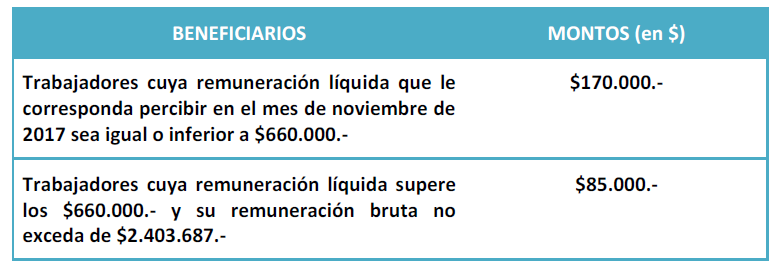 BENEFICIARIOS MONTOS (en $)
Trabajadores cuya remuneración líquida que le $170.000.-
corresponda percibir en el mes de noviembre de
2017 sea igual o inferior a $660.000.-
Trabajadores cuya remuneración líquida supere $85.000.-
los $660.000.- y su remuneración bruta no
exceda de $2.403.687.-